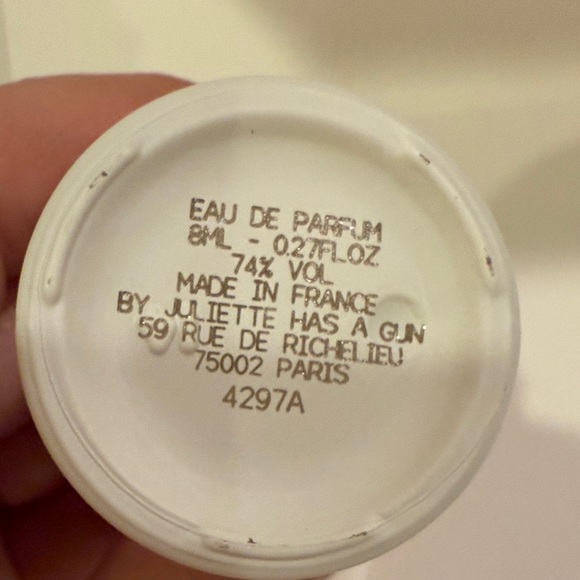 EAU DE PARFUM
8ML - 0.27FL.OZ
74% VOL
MADE IN FRANCE
BY JULIETTE HAS A GUN
59 RUE DE RICHELIEU
75002 PARIS
4297A